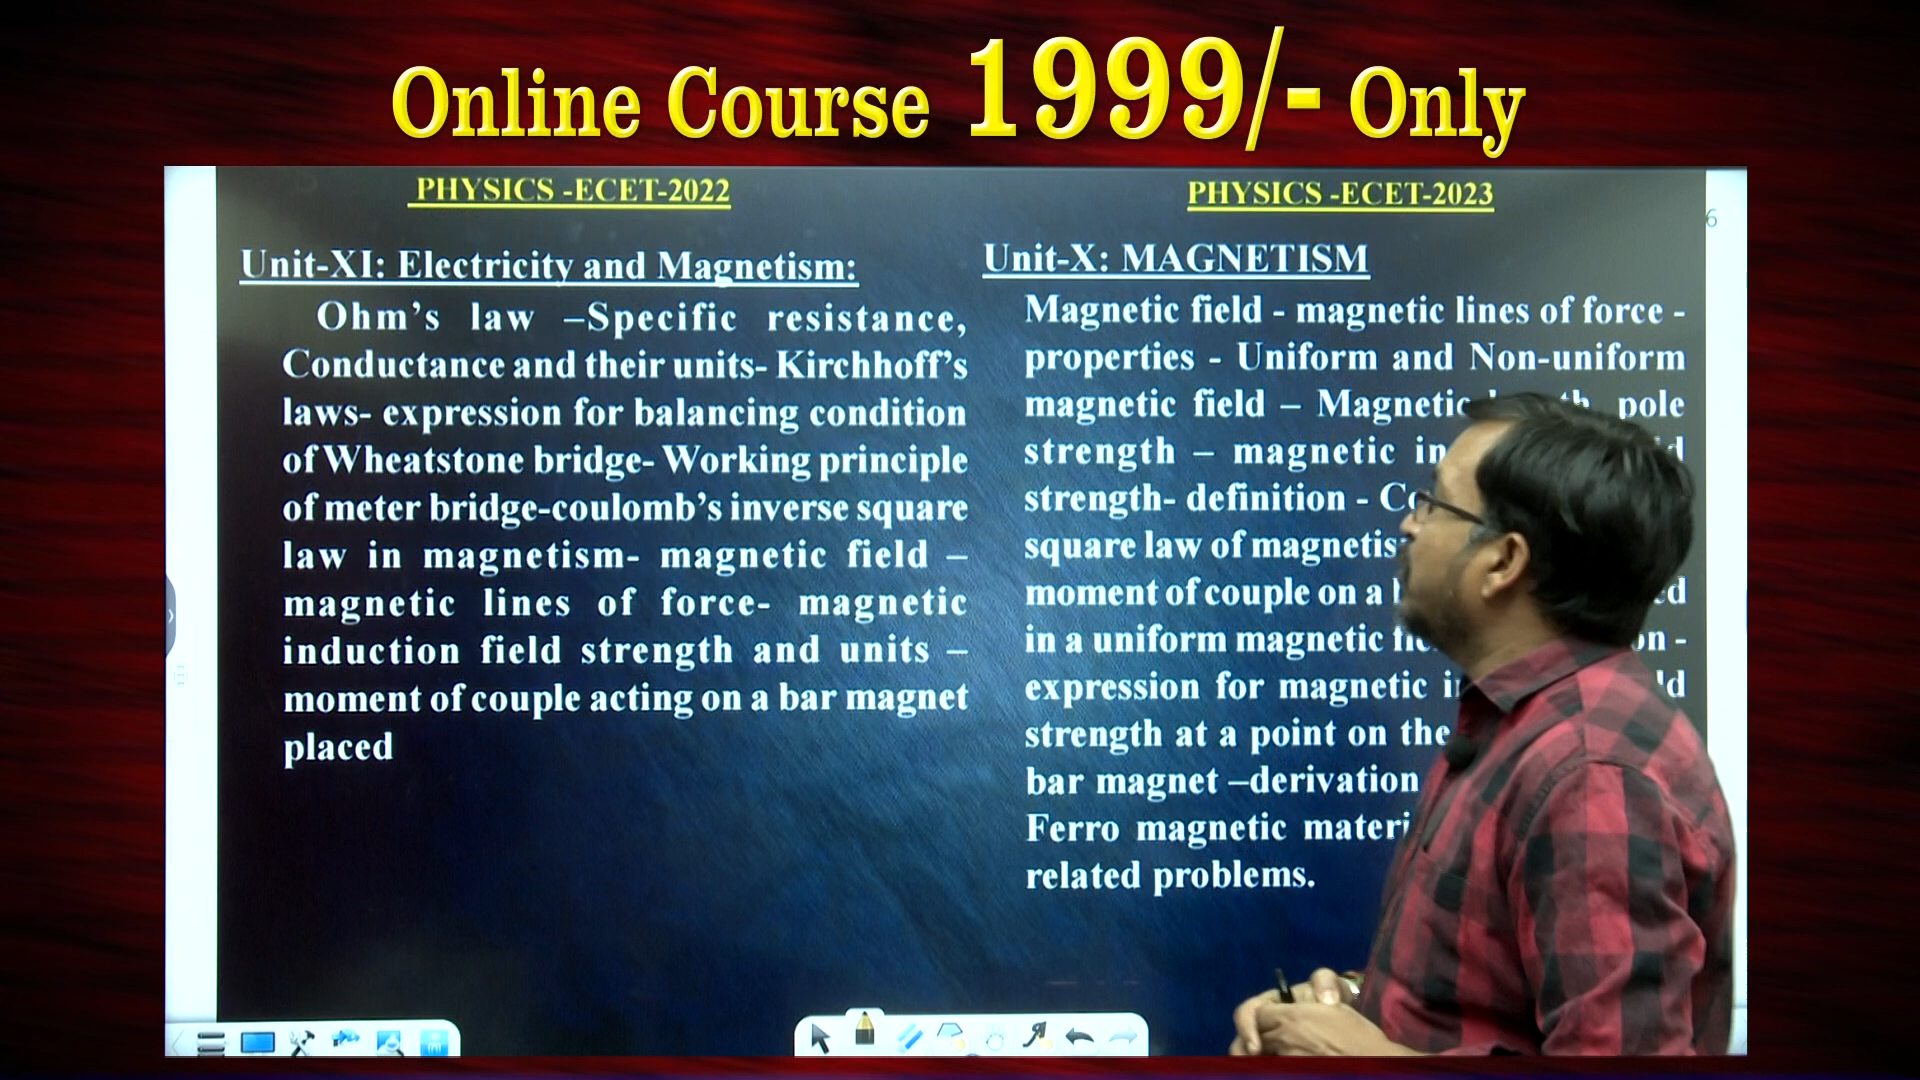 Online Course 1999/- Only
PHYSICS -ECET-2022
Unit-XI: Electricity and Magnetism:
Ohm's law –Specific resistance,
Conductance and their units- Kirchhoff's
laws- expression for balancing condition
of Wheatstone bridge- Working principle
of meter bridge-coulomb's inverse square
law in magnetism- magnetic field –
magnetic lines of force- magnetic
induction field strength and units –
moment of couple acting on a bar magnet
placed
PHYSICS -ECET-2023
6
Unit-X: MAGNETISM
Magnetic field - magnetic lines of force -
properties - Uniform and Non-uniform
magnetic field – Magnetic pole
strength – magnetic
strength- definition -
square law of
moment of couple on a
in a uniform magnetic -
expression for magnetic
strength at a point on the
bar magnet –derivation
Ferro magnetic
related problems.